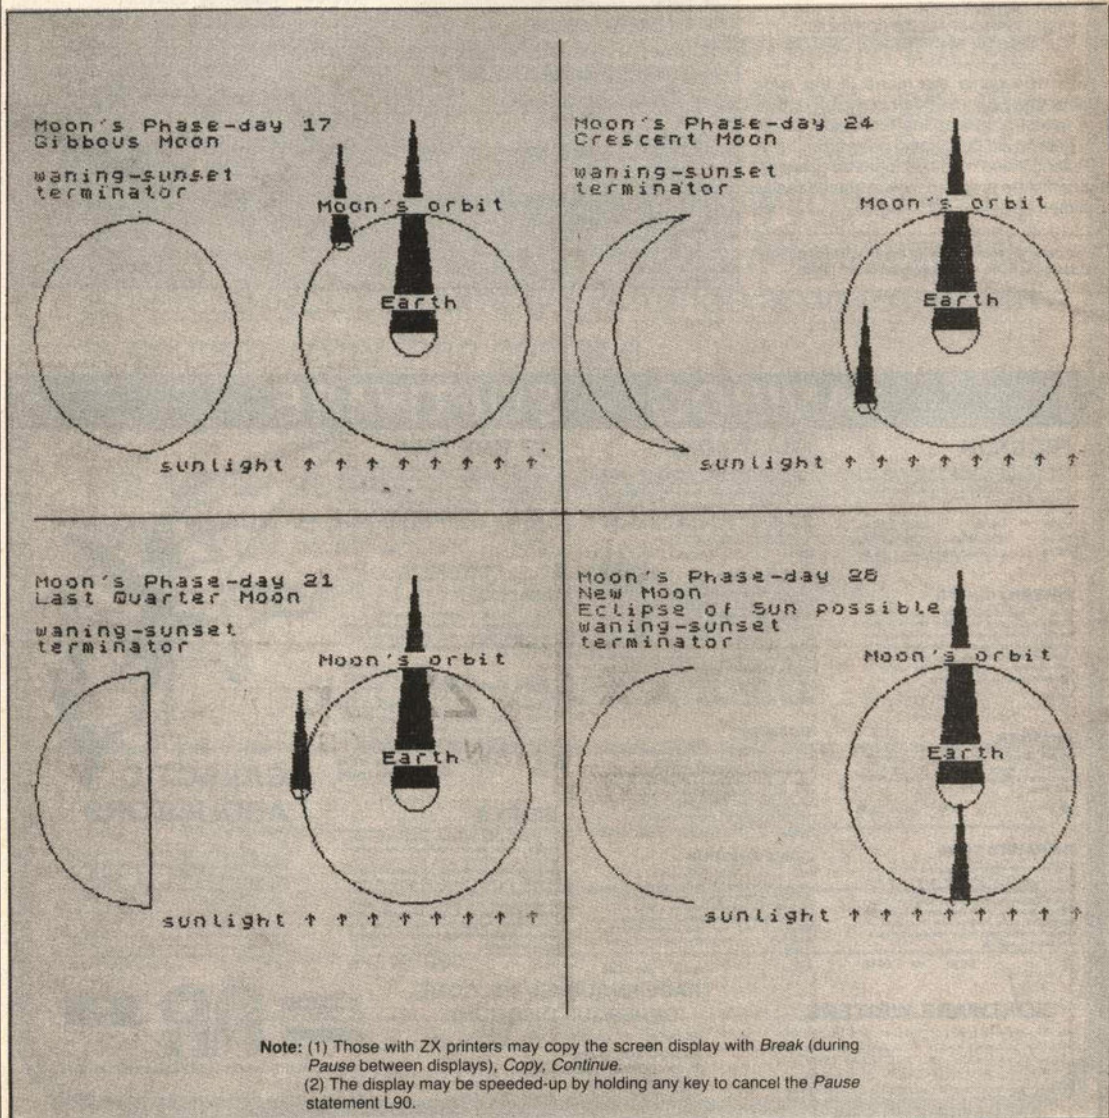 Moon's Phase-day 17
Gibbous Moon
waning-sunset
terminator
Moon's orbit
Earth
sunlight ↑ ↑ ↑ ↑ ↑ ↑ ↑ ↑
Moon's Phase-day 24
Crescent Moon
waning-sunset
terminator
Moon's orbit
Earth
sunlight ↑ ↑ ↑ ↑ ↑ ↑ ↑ ↑
Moon's Phase-day 21
Last Quarter Moon
waning-sunset
terminator
Moon's orbit
Earth
sunlight ↑ ↑ ↑ ↑ ↑ ↑ ↑ ↑
Moon's Phase-day 28
New Moon
Eclipse of Sun possible
waning-sunset
terminator
Moon's orbit
Earth
sunlight ↑ ↑ ↑ ↑ ↑ ↑ ↑ ↑
Note: (1) Those with ZX printers may copy the screen display with Break (during
Pause between displays), Copy, Continue.
(2) The display may be speeded-up by holding any key to cancel the Pause
statement L90.